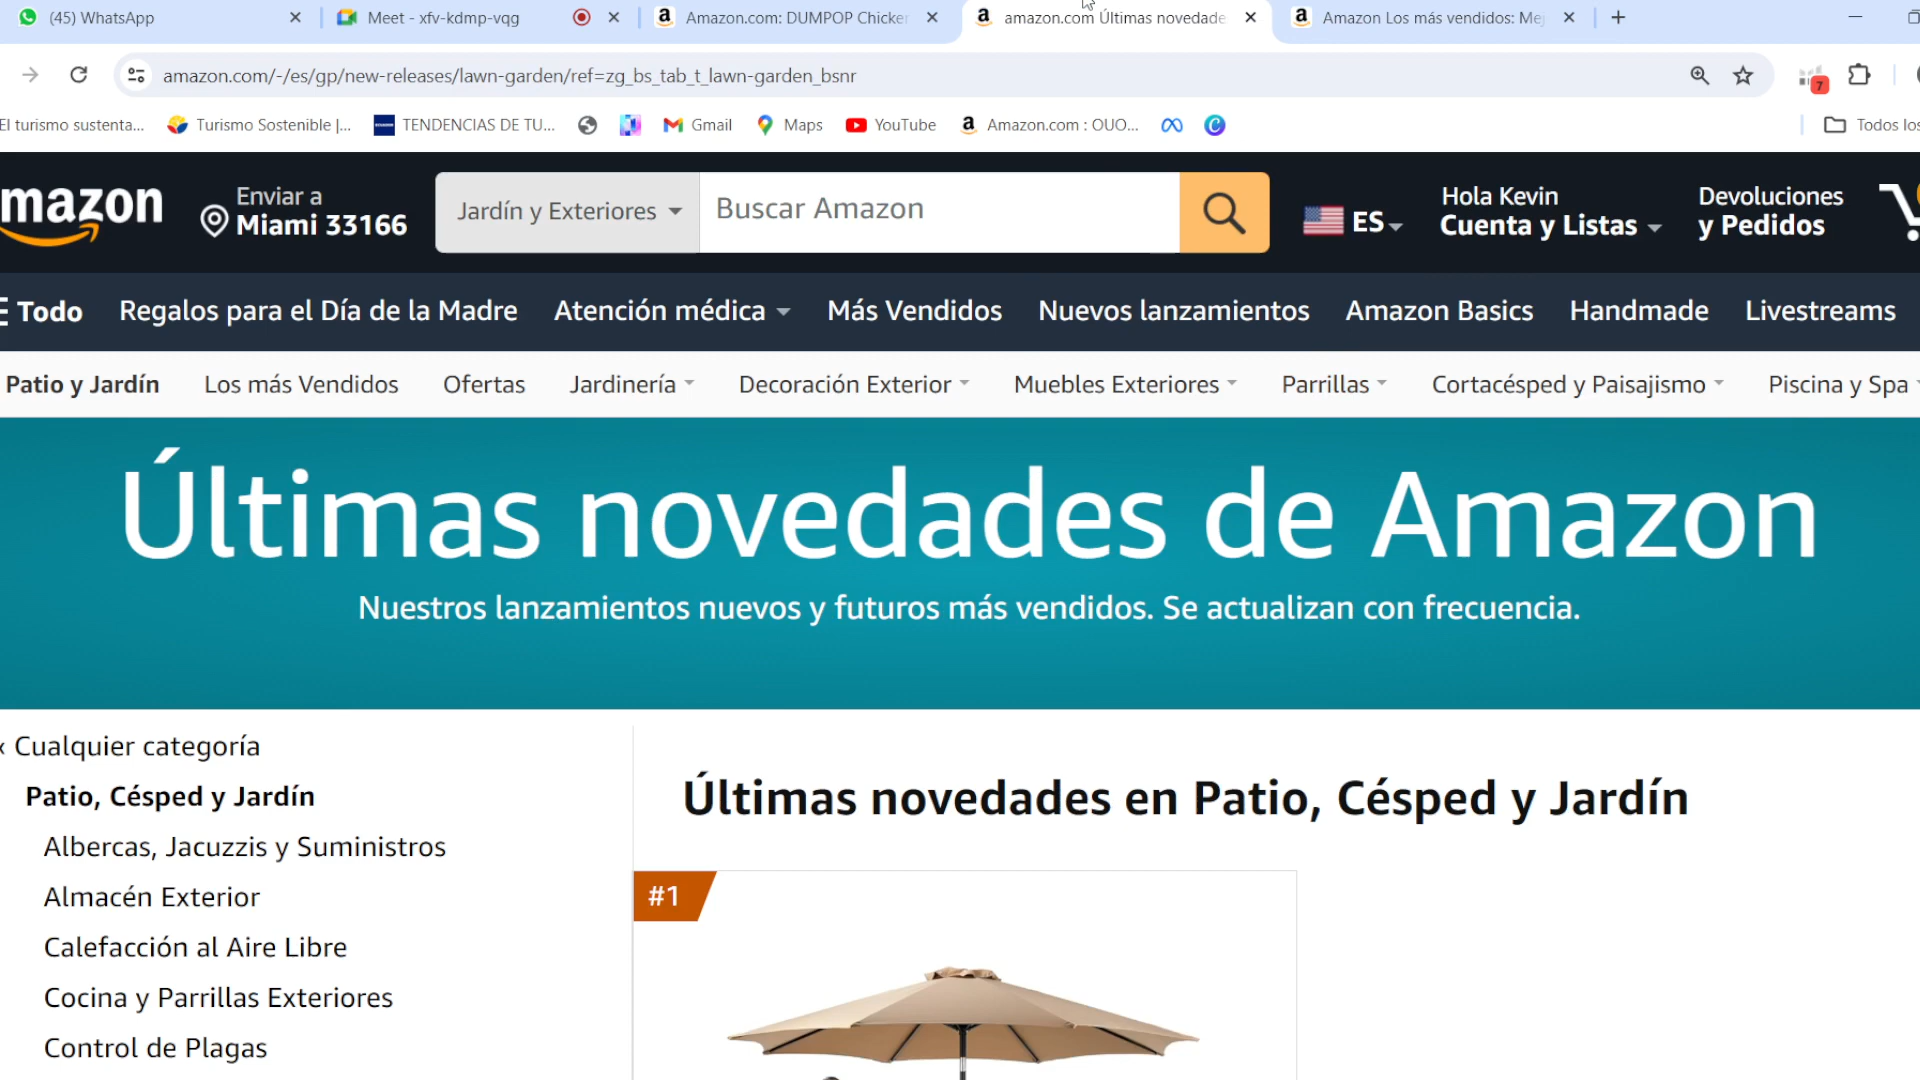 (45) WhatsApp
Meet - xfv-kdmp-vqg
Amazon.com: DUMPOP Chicken
amazon.com Últimas novedade
Amazon Los más vendidos: Mej
amazon.com/-/es/gp/new-releases/lawn-garden/ref=zg_bs_tab_t_lawn-garden_bsnr
7
El turismo sustenta...
Turismo Sostenible |...
TENDENCIAS DE TU...
Gmail
Maps
YouTube
Amazon.com : OUO...
Todos los
mazon
Enviar a
Miami 33166
Jardín y Exteriores
Buscar Amazon
ES
Hola Kevin
Cuenta y Listas
Devoluciones
y Pedidos
Todo
Regalos para el Día de la Madre
Atención médica
Más Vendidos
Nuevos lanzamientos
Amazon Basics
Handmade
Livestreams
Patio y Jardín
Los más Vendidos
Ofertas
Jardinería
Decoración Exterior
Muebles Exteriores
Parrillas
Cortacésped y Paisajismo
Piscina y Spa
Últimas novedades de Amazon
Nuestros lanzamientos nuevos y futuros más vendidos. Se actualizan con frecuencia.
‹ Cualquier categoría
Patio, Césped y Jardín
Albercas, Jacuzzis y Suministros
Almacén Exterior
Calefacción al Aire Libre
Cocina y Parrillas Exteriores
Control de Plagas
Últimas novedades en Patio, Césped y Jardín
#1